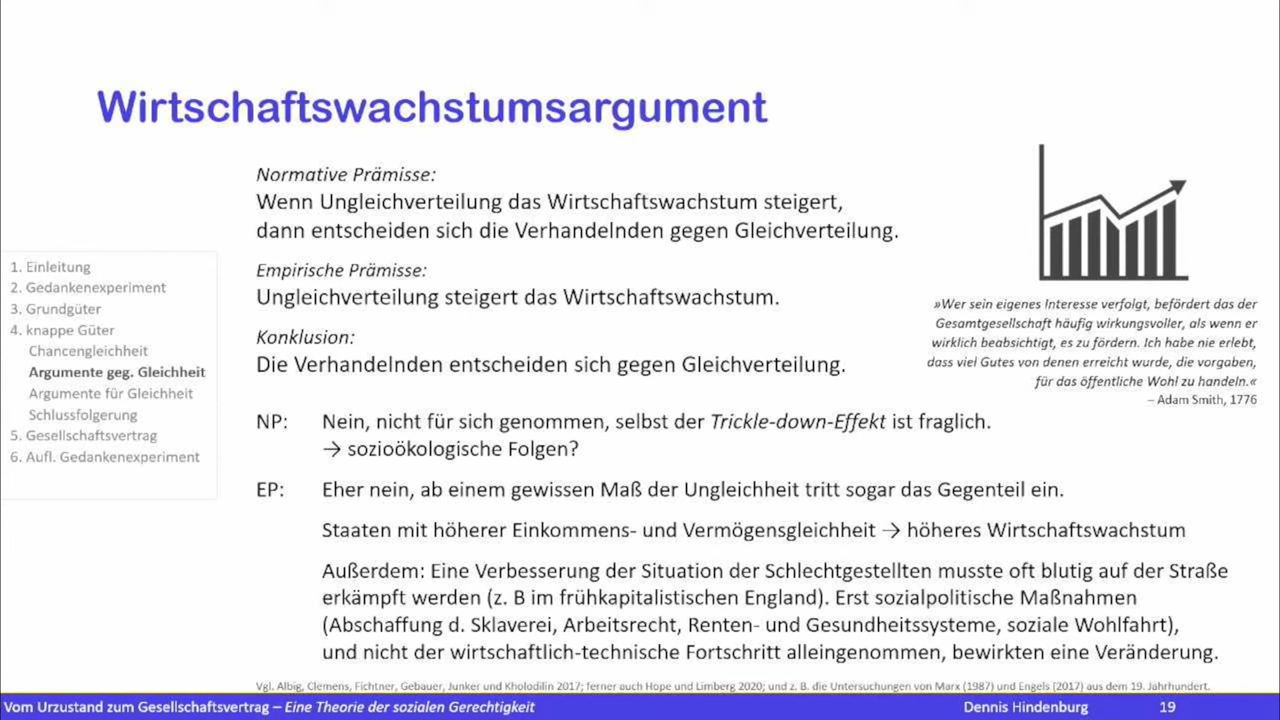 Wirtschaftswachstumsargument
Normative Prämisse:
Wenn Ungleichverteilung das Wirtschaftswachstum steigert,
dann entscheiden sich die Verhandelnden gegen Gleichverteilung.
Empirische Prämisse:
Ungleichverteilung steigert das Wirtschaftswachstum.
Konklusion:
Die Verhandelnden entscheiden sich gegen Gleichverteilung.
1. Einleitung
2. Gedankenexperiment
3. Grundgüter
4. knappe Güter
Chancengleichheit
Argumente geg. Gleichheit
Argumente für Gleichheit
Schlussfolgerung
5. Gesellschaftsvertrag
6. Aufl. Gedankenexperiment
»Wer sein eigenes Interesse verfolgt, befördert das der
Gesamtgesellschaft häufig wirkungsvoller, als wenn er
wirklich beabsichtigt, es zu fördern. Ich habe nie erlebt,
dass viel Gutes von denen erreicht wurde, die vorgaben,
für das öffentliche Wohl zu handeln.«
– Adam Smith, 1776
NP: Nein, nicht für sich genommen, selbst der Trickle-down-Effekt ist fraglich.
→ sozioökologische Folgen?
EP: Eher nein, ab einem gewissen Maß der Ungleichheit tritt sogar das Gegenteil ein.
Staaten mit höherer Einkommens- und Vermögensgleichheit → höheres Wirtschaftswachstum
Außerdem: Eine Verbesserung der Situation der Schlechtgestellten musste oft blutig auf der Straße
erkämpft werden (z. B im frühkapitalistischen England). Erst sozialpolitische Maßnahmen
(Abschaffung d. Sklaverei, Arbeitsrecht, Renten- und Gesundheitssysteme, soziale Wohlfahrt),
und nicht der wirtschaftlich-technische Fortschritt alleingenommen, bewirkten eine Veränderung.
Vgl. Albig, Clemens, Fichtner, Gebauer, Junker und Kholodilin 2017; ferner auch Hope und Limberg 2020; und z. B. die Untersuchungen von Marx (1987) und Engels (2017) aus dem 19. Jahrhundert.
Vom Urzustand zum Gesellschaftsvertrag – Eine Theorie der sozialen Gerechtigkeit
Dennis Hindenburg
19